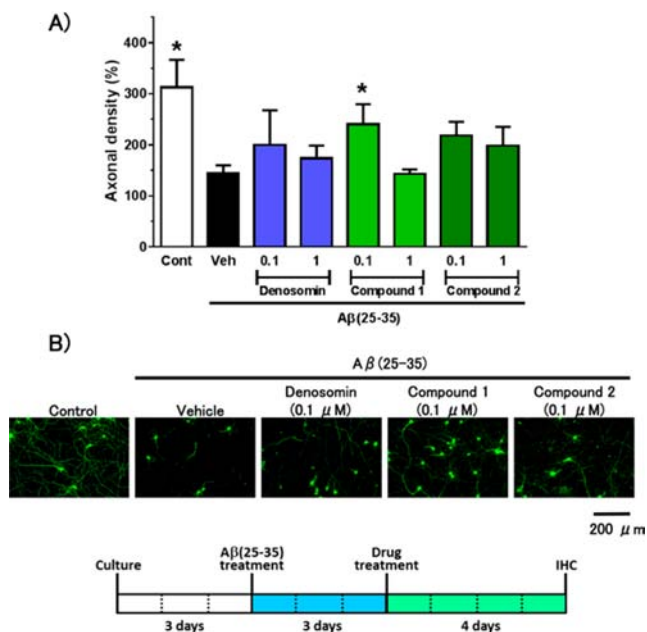 A)
Axonal density (%)
400
300
200
100
0
*
*
Cont Veh 0.1 1 0.1 1 0.1 1
Denosomin Compound 1 Compound 2
Aβ(25-35)
B)
Aβ(25-35)
Control Vehicle Denosomin (0.1 μM) Compound 1 (0.1 μM) Compound 2 (0.1 μM)
200 μm
Culture Aβ(25-35) treatment Drug treatment IHC
3 days 3 days 4 days